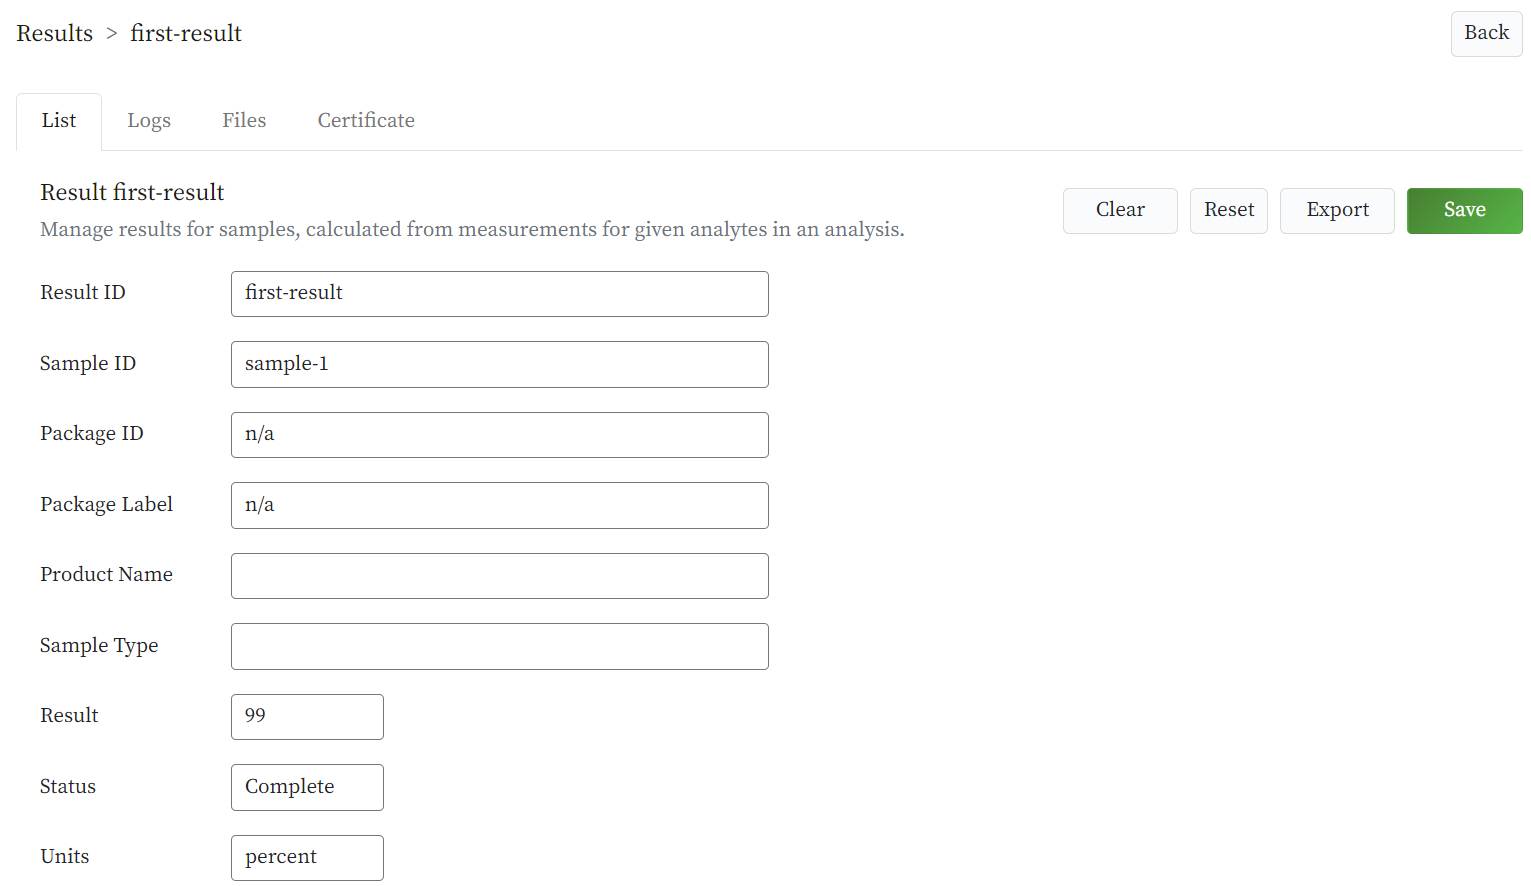 Results > first-result
Back
List Logs Files Certificate
Result first-result
Manage results for samples, calculated from measurements for given analytes in an analysis.
Clear Reset Export Save
Result ID first-result
Sample ID sample-1
Package ID n/a
Package Label n/a
Product Name
Sample Type
Result 99
Status Complete
Units percent